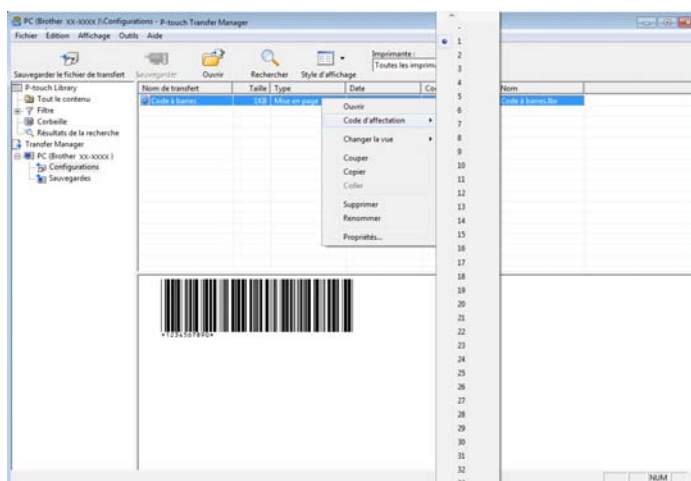 PC (Brother XX-XXXX )\Configurations - P-touch Transfer Manager
Fichier Edition Affichage Outils Aide
Imprimante :
Sauvegarder le fichier de transfert Sauvegarder Ouvrir Rechercher Style d'affichage Toutes les imprim
P-touch Library
Tout le contenu
Filtre
Corbeille
Résultats de la recherche
Transfer Manager
PC (Brother XX-XXXX )
Configurations
Sauvegardes
Nom de transfert Taille Type Date Co Nom
Code à barres 1KB Mise en page Code à barres.lbx
Ouvrir
Code d'affectation
Changer la vue
Couper
Copier
Coller
Supprimer
Renommer
Propriétés...
-
1
2
3
4
5
6
7
8
9
10
11
12
13
14
15
16
17
18
19
20
21
22
23
24
25
26
27
28
29
30
31
32
*1234567890*
NUM